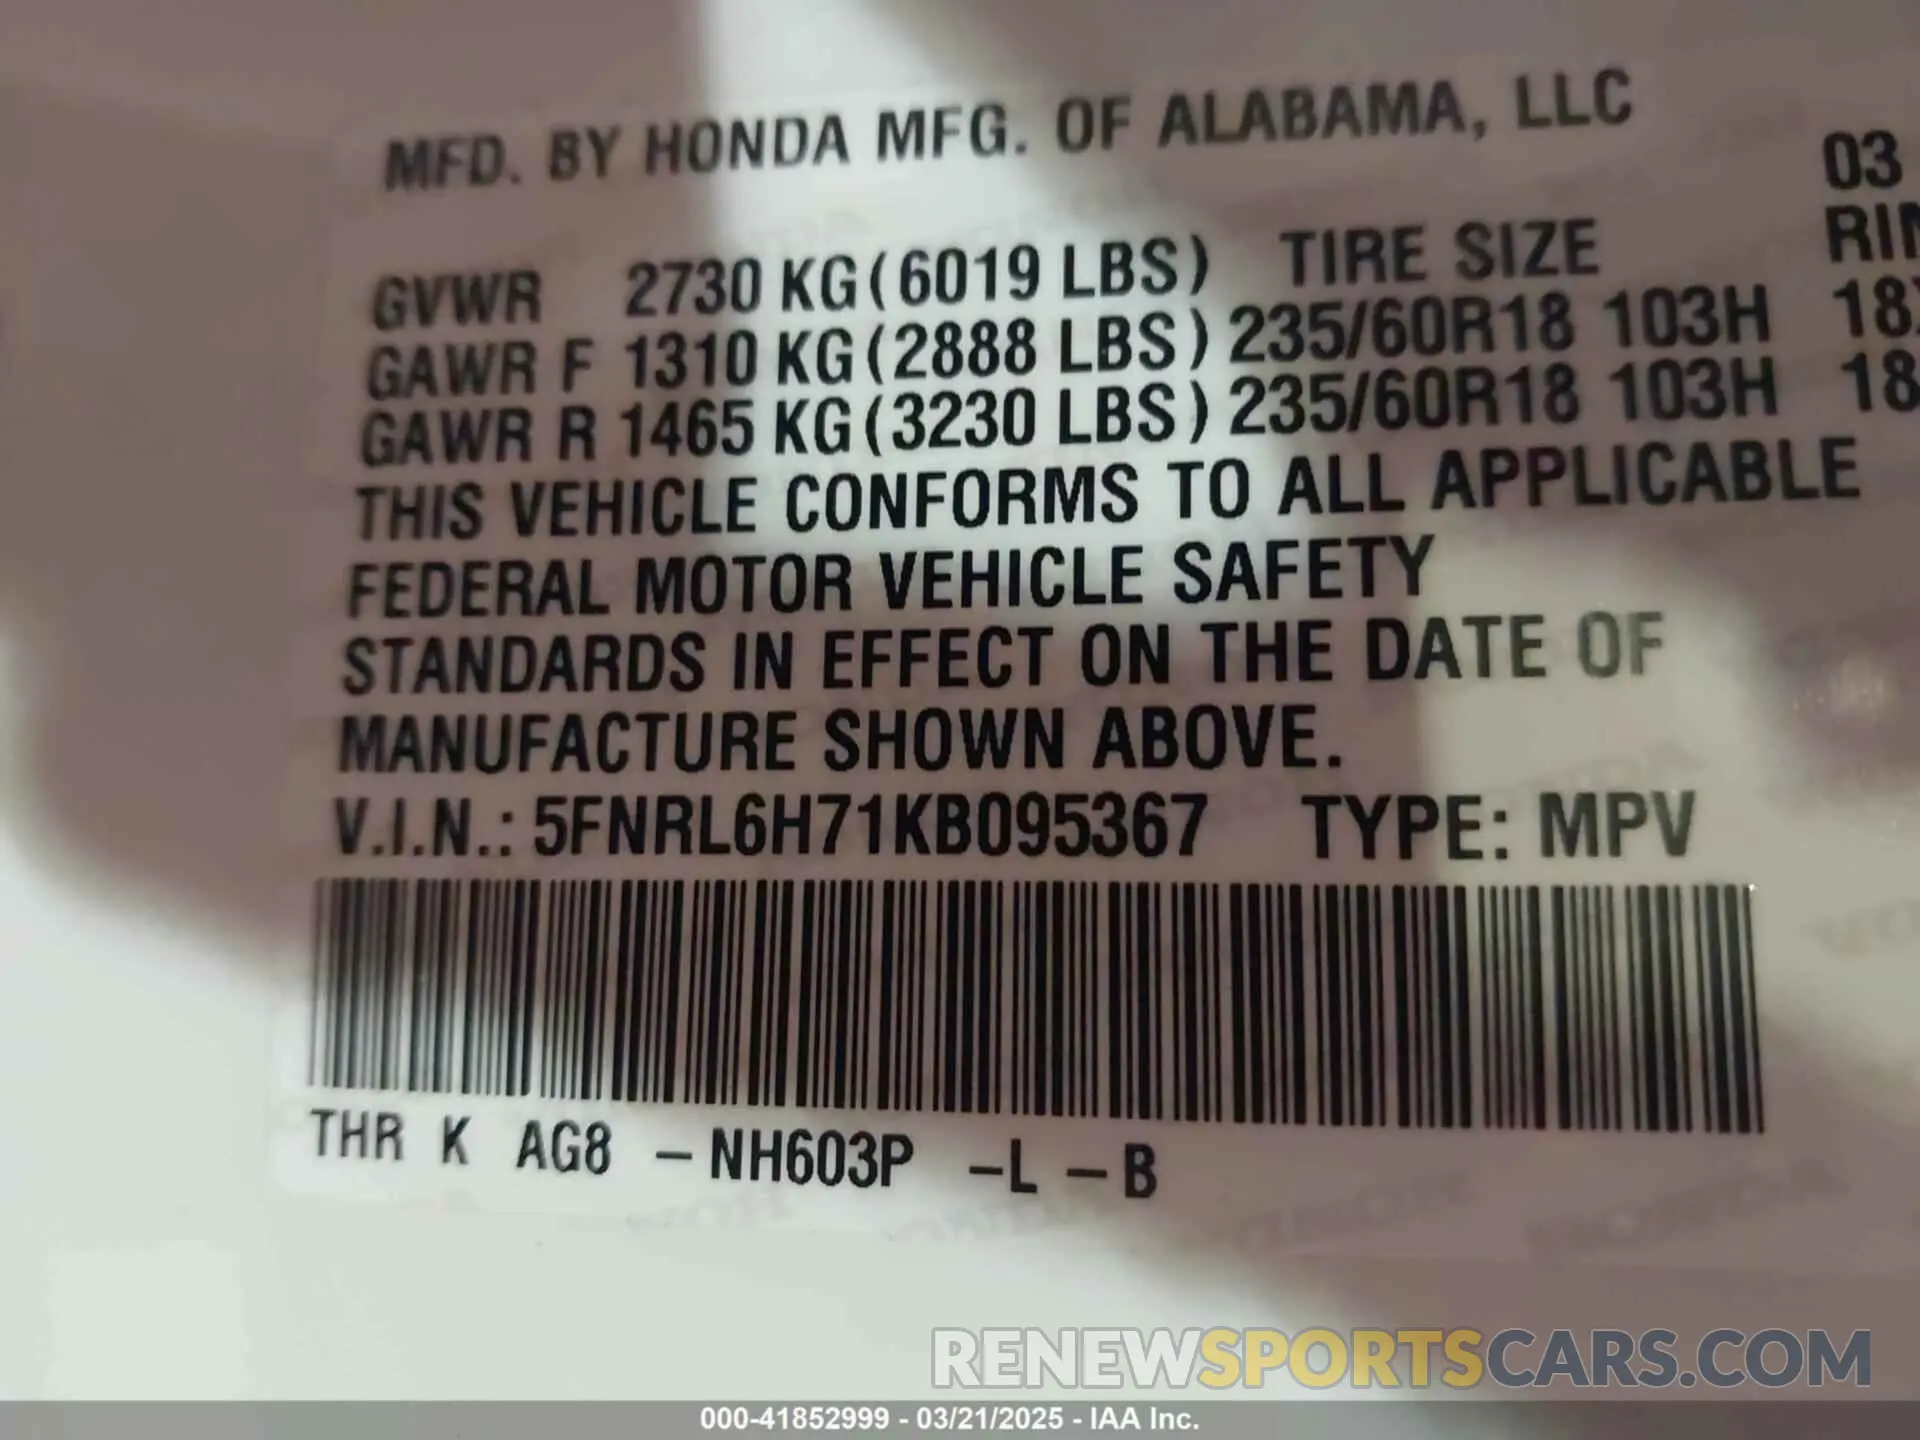 MFD. BY HONDA MFG. OF ALABAMA, LLC
03
GVWR 2730 KG (6019 LBS) TIRE SIZE
GAWR F 1310 KG (2888 LBS) 235/60R18 103H 18
GAWR R 1465 KG (3230 LBS) 235/60R18 103H 18
THIS VEHICLE CONFORMS TO ALL APPLICABLE
FEDERAL MOTOR VEHICLE SAFETY
STANDARDS IN EFFECT ON THE DATE OF
MANUFACTURE SHOWN ABOVE.
V.I.N.: 5FNRL6H71KB095367 TYPE: MPV
THR K AG8 -NH603P -L -B
RENEWSPORTSCARS.COM
000-41852999 - 03/21/2025 - IAA Inc.